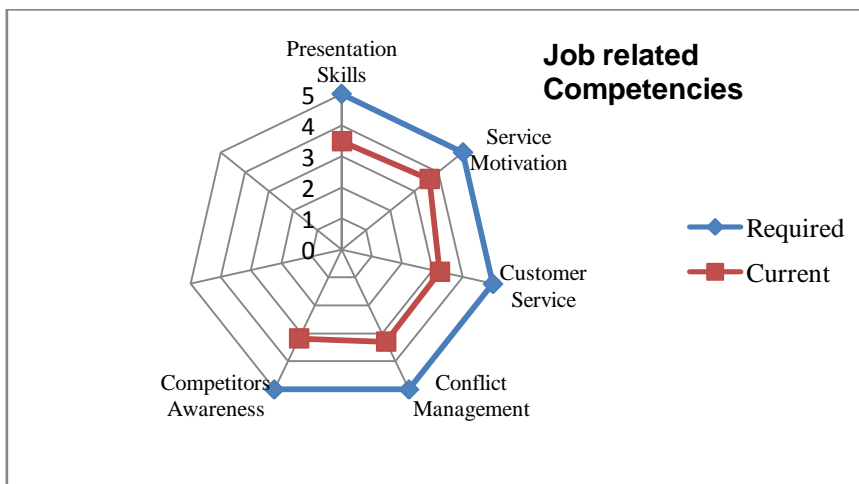 Presentation
Skills
Job related
Competencies
5
4
3
2
1
0
Service
Motivation
Customer
Service
Conflict
Management
Competitors
Awareness
Required
Current